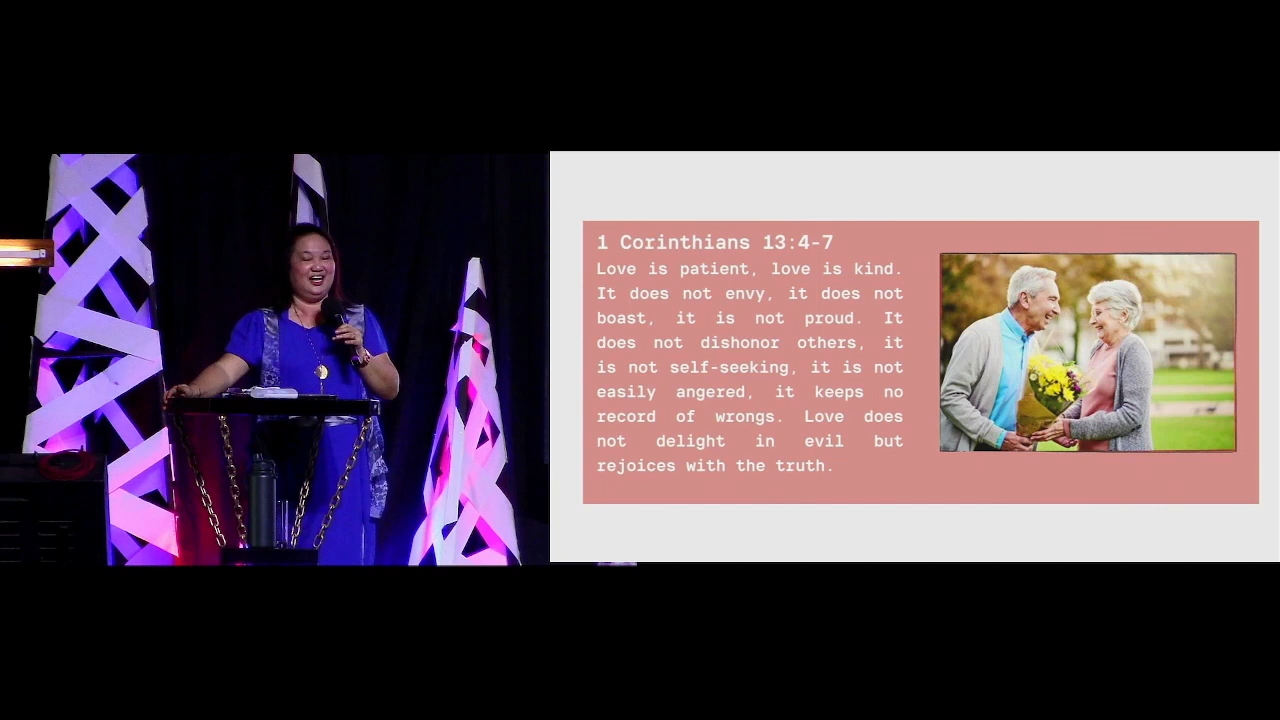 1 Corinthians 13:4-7
Love is patient, love is kind.
It does not envy, it does not
boast, it is not proud. It
does not dishonor others, it
is not self-seeking, it is not
easily angered, it keeps no
record of wrongs. Love does
not delight in evil but
rejoices with the truth.